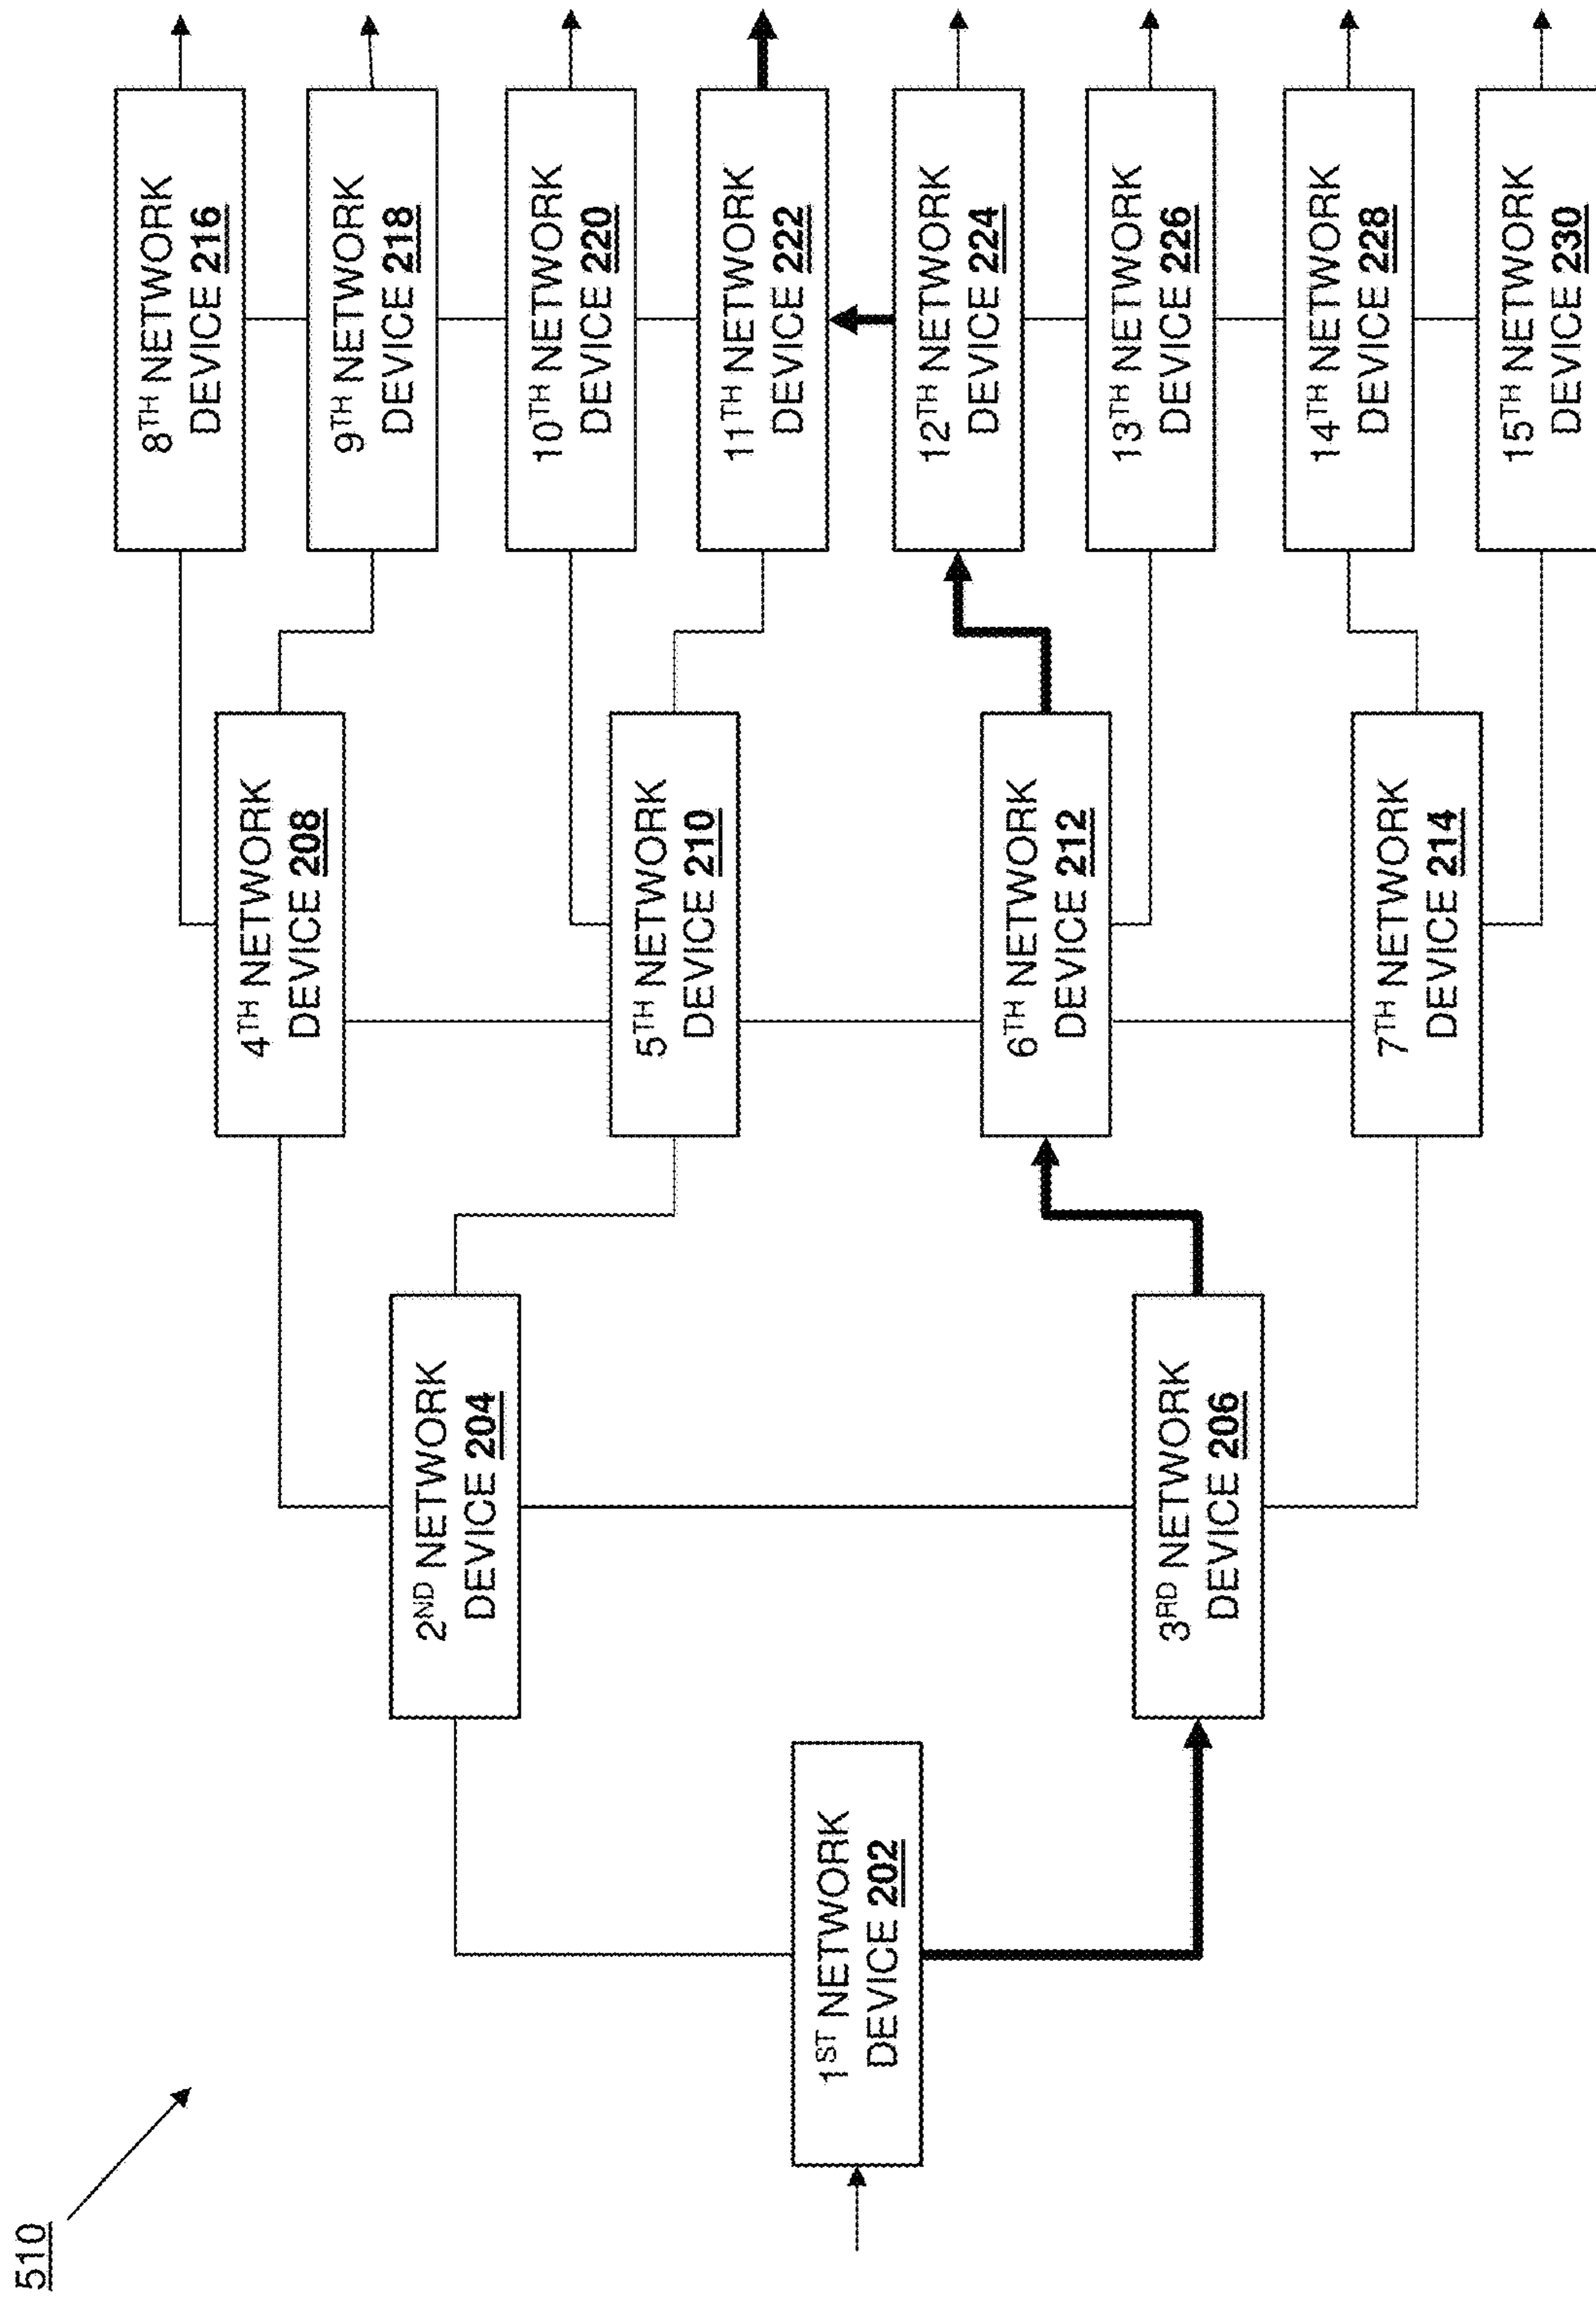 510
1ST NETWORK
DEVICE 202
2ND NETWORK
DEVICE 204
3RD NETWORK
DEVICE 206
4TH NETWORK
DEVICE 208
5TH NETWORK
DEVICE 210
6TH NETWORK
DEVICE 212
7TH NETWORK
DEVICE 214
8TH NETWORK
DEVICE 216
9TH NETWORK
DEVICE 218
10TH NETWORK
DEVICE 220
11TH NETWORK
DEVICE 222
12TH NETWORK
DEVICE 224
13TH NETWORK
DEVICE 226
14TH NETWORK
DEVICE 228
15TH NETWORK
DEVICE 230